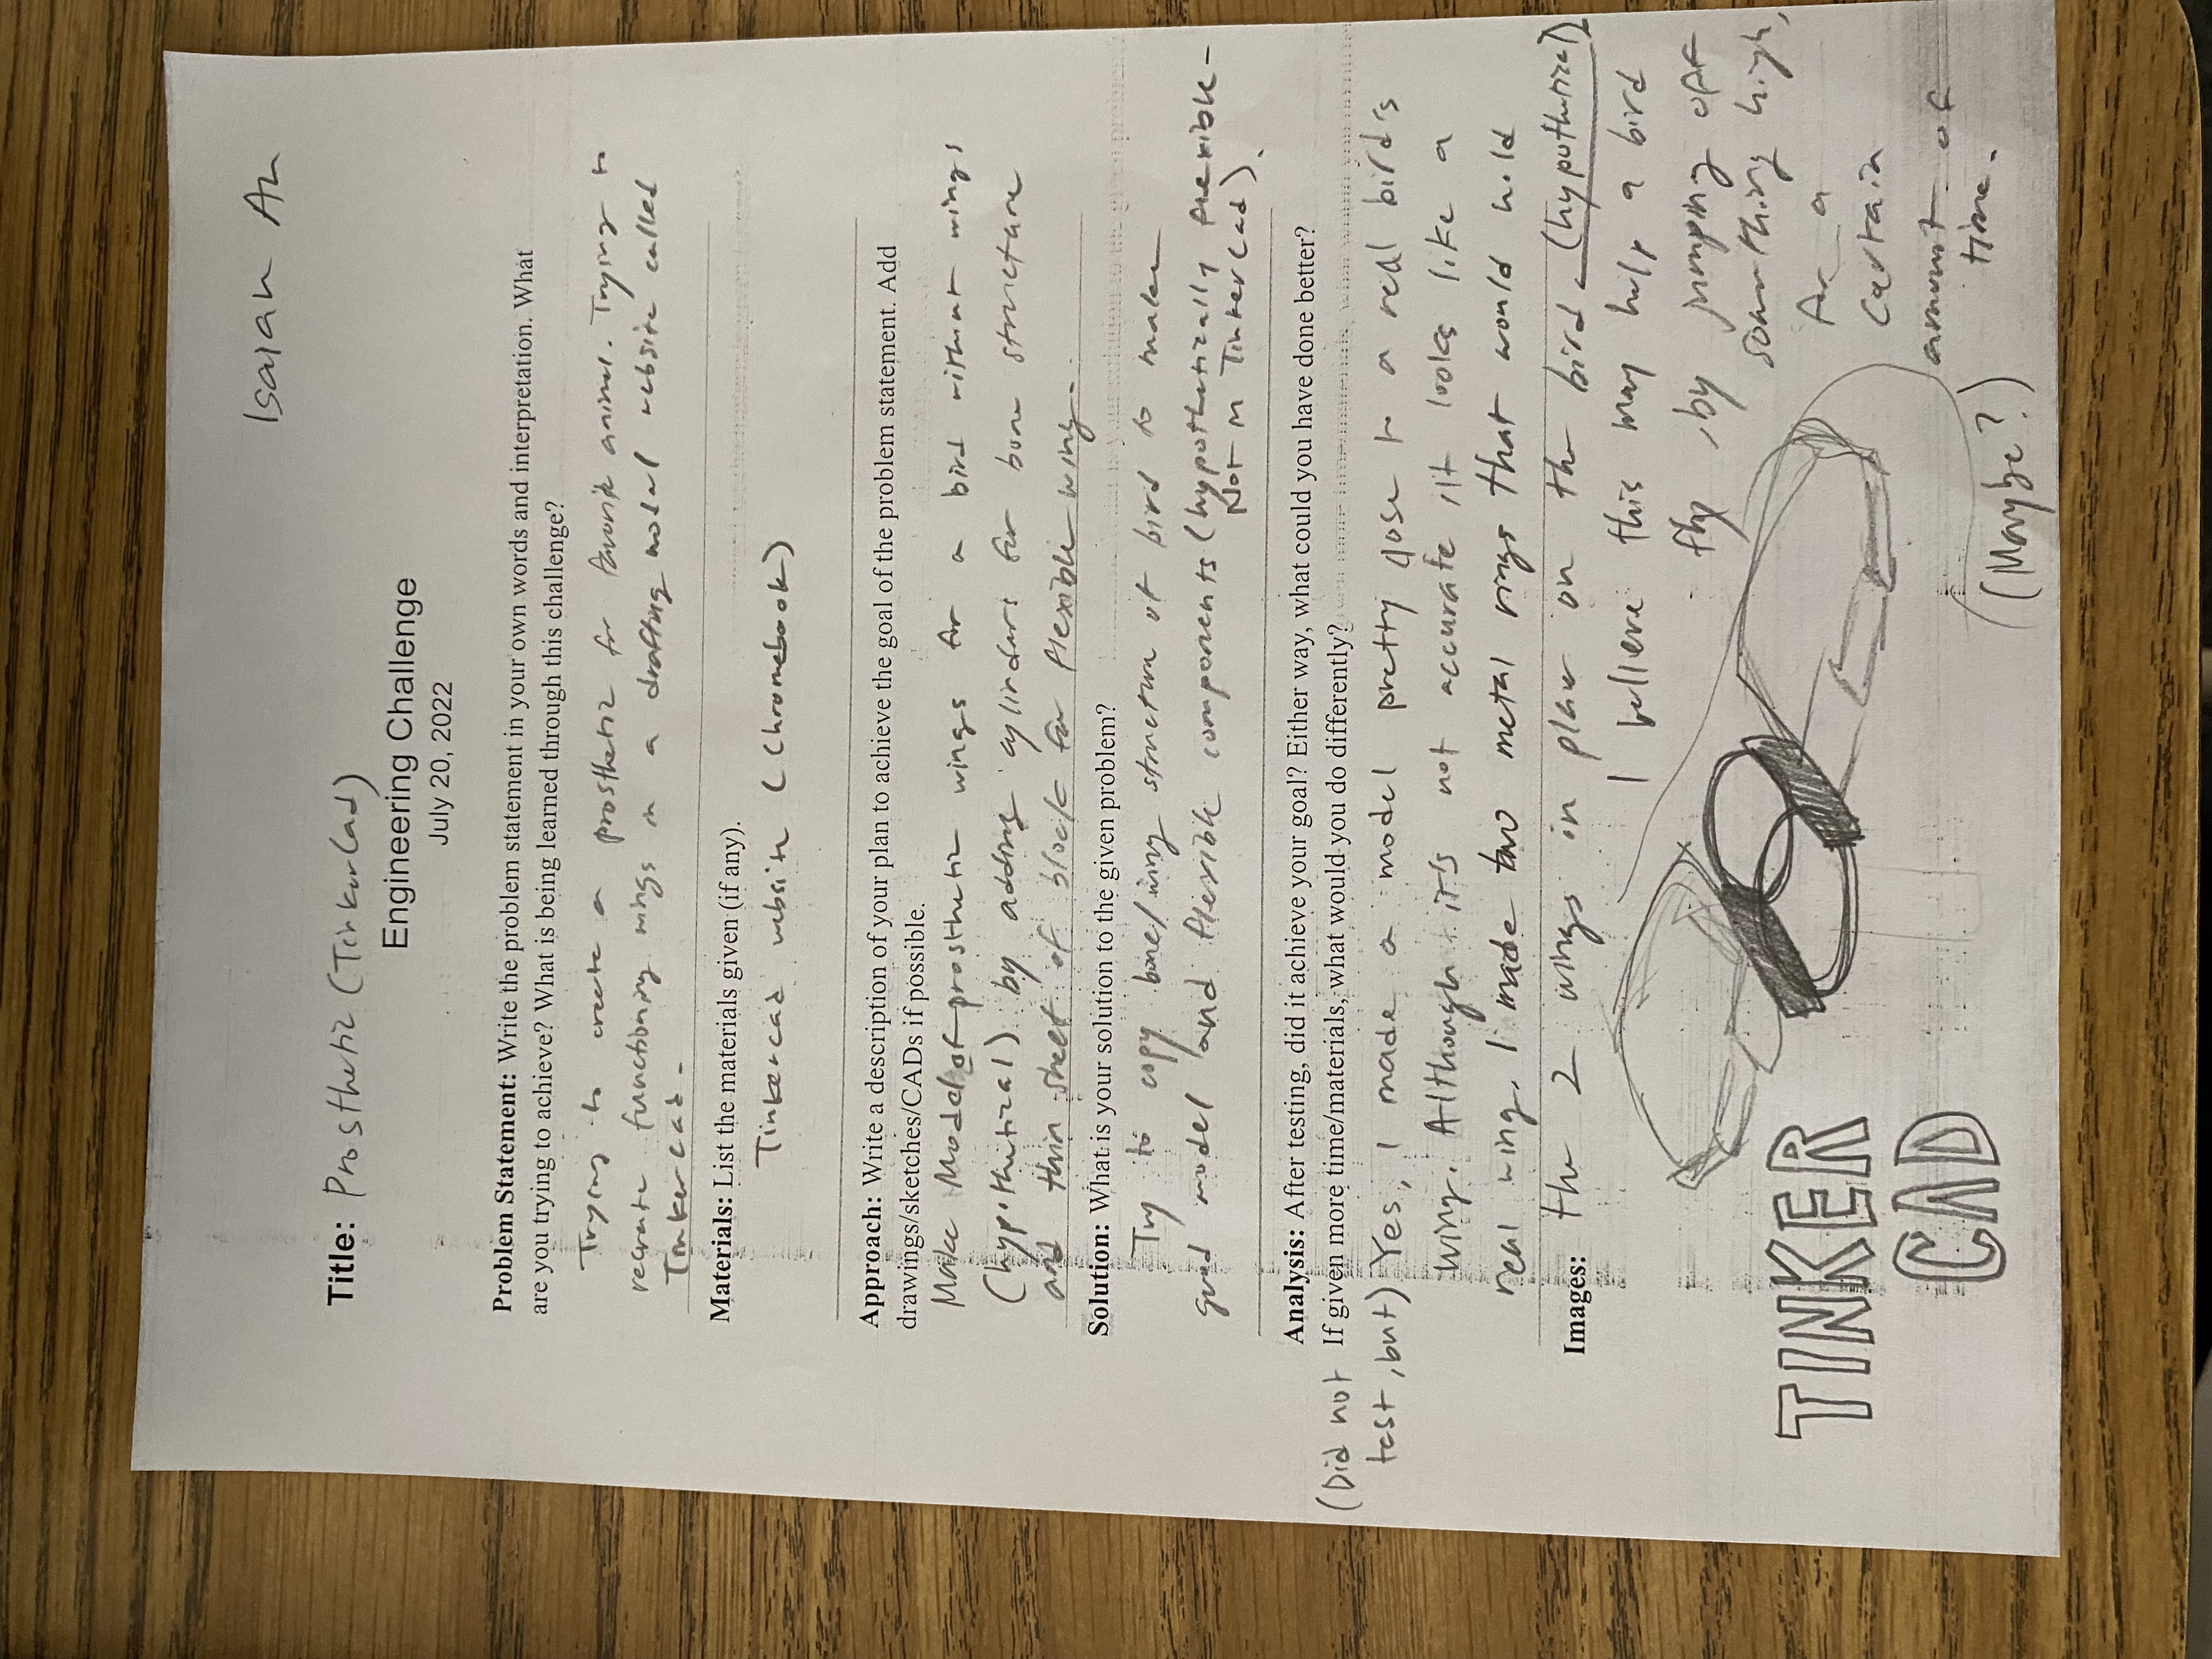 Isaiah An
Title: Prosthetic (TinkerCad)
Engineering Challenge
July 20, 2022
Problem Statement: Write the problem statement in your own words and interpretation. What
are you trying to achieve? What is being learned through this challenge?
Trying to create a prosthetic for favorite animal. Trying to
recreate functioning wings in a drafting model website called
Tinkercad.
Materials: List the materials given (if any).
Tinkercad website (Chromebook)
Approach: Write a description of your plan to achieve the goal of the problem statement. Add
drawings/sketches/CADs if possible.
Make Model of prosthetic wings for a bird without wings
(hypothetical) by adding cylinders for bone structure
and thin sheet of block for flexible wing.
Solution: What is your solution to the given problem?
Try to copy bone/wing structure of bird to make
good model and flexible components (hypothetically flexible-
Not in TinkerCad).
Analysis: After testing, did it achieve your goal? Either way, what could you have done better?
If given more time/materials, what would you do differently?
(Did not
test, but) Yes, I made a model pretty close to a real bird's
wing. Although it's not accurate, it looks like a
real wing. I made two metal rings that would hold
Images: the 2 wings in place on the bird. (hypothetical)
I believe this may help a bird
fly, by jumping off
something high,
for a
certain
amount of
time.
(Maybe?)
TINKER
CAD